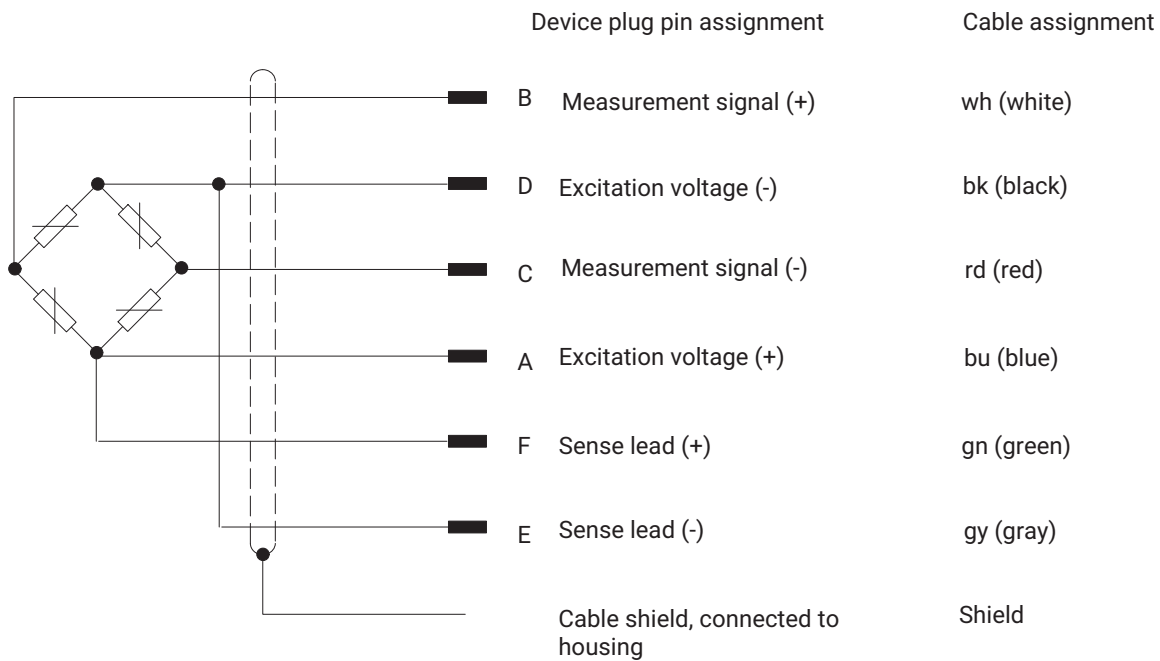 Device plug pin assignment Cable assignment
B Measurement signal (+) wh (white)
D Excitation voltage (-) bk (black)
C Measurement signal (-) rd (red)
A Excitation voltage (+) bu (blue)
F Sense lead (+) gn (green)
E Sense lead (-) gy (gray)
Cable shield, connected to Shield
housing